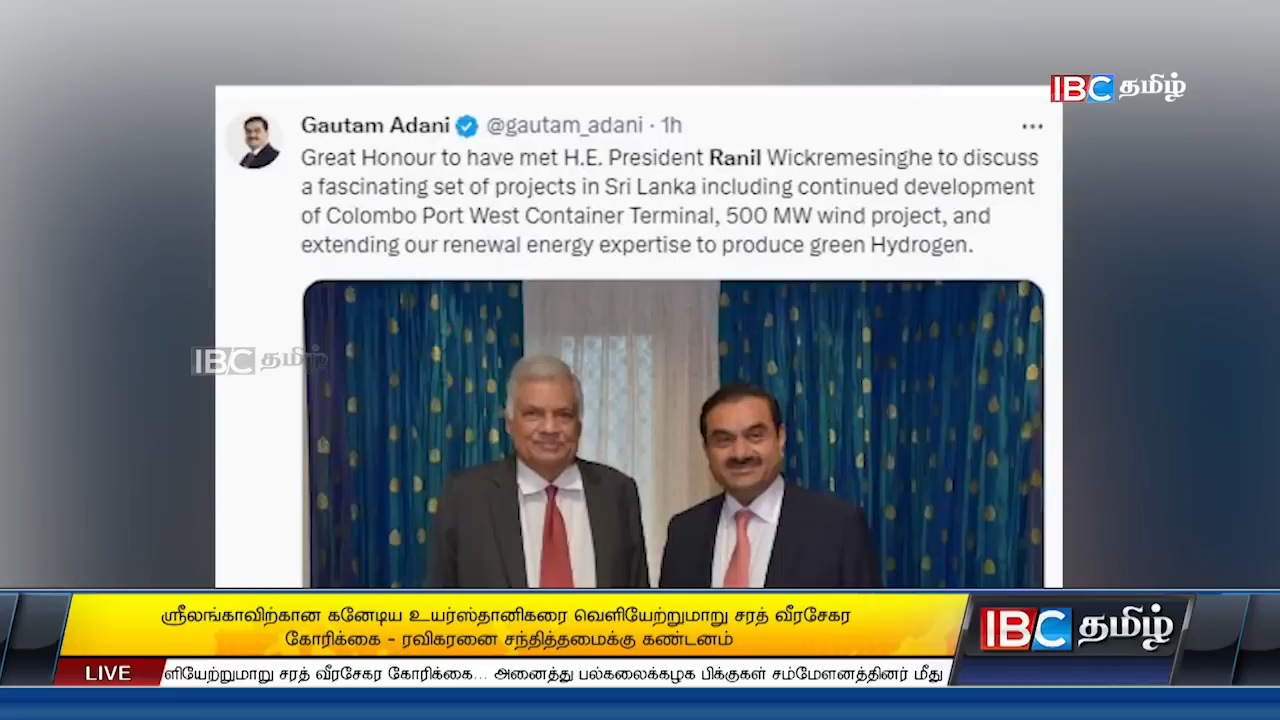 IBC தமிழ்
Gautam Adani @gautam_adani · 1h
Great Honour to have met H.E. President Ranil Wickremesinghe to discuss
a fascinating set of projects in Sri Lanka including continued development
of Colombo Port West Container Terminal, 500 MW wind project, and
extending our renewal energy expertise to produce green Hydrogen.
IBC தமிழ்
ஸ்ரீலங்காவிற்கான கனேடிய உயர்ஸ்தானிகரை வெளியேற்றுமாறு சரத் வீரசேகர
கோரிக்கை - ரவிகரனை சந்தித்தமைக்கு கண்டனம்
IBC தமிழ்
LIVE ளியேற்றுமாறு சரத் வீரசேகர கோரிக்கை... அனைத்து பல்கலைக்கழக பிக்குகள் சம்மேளனத்தினர் மீது